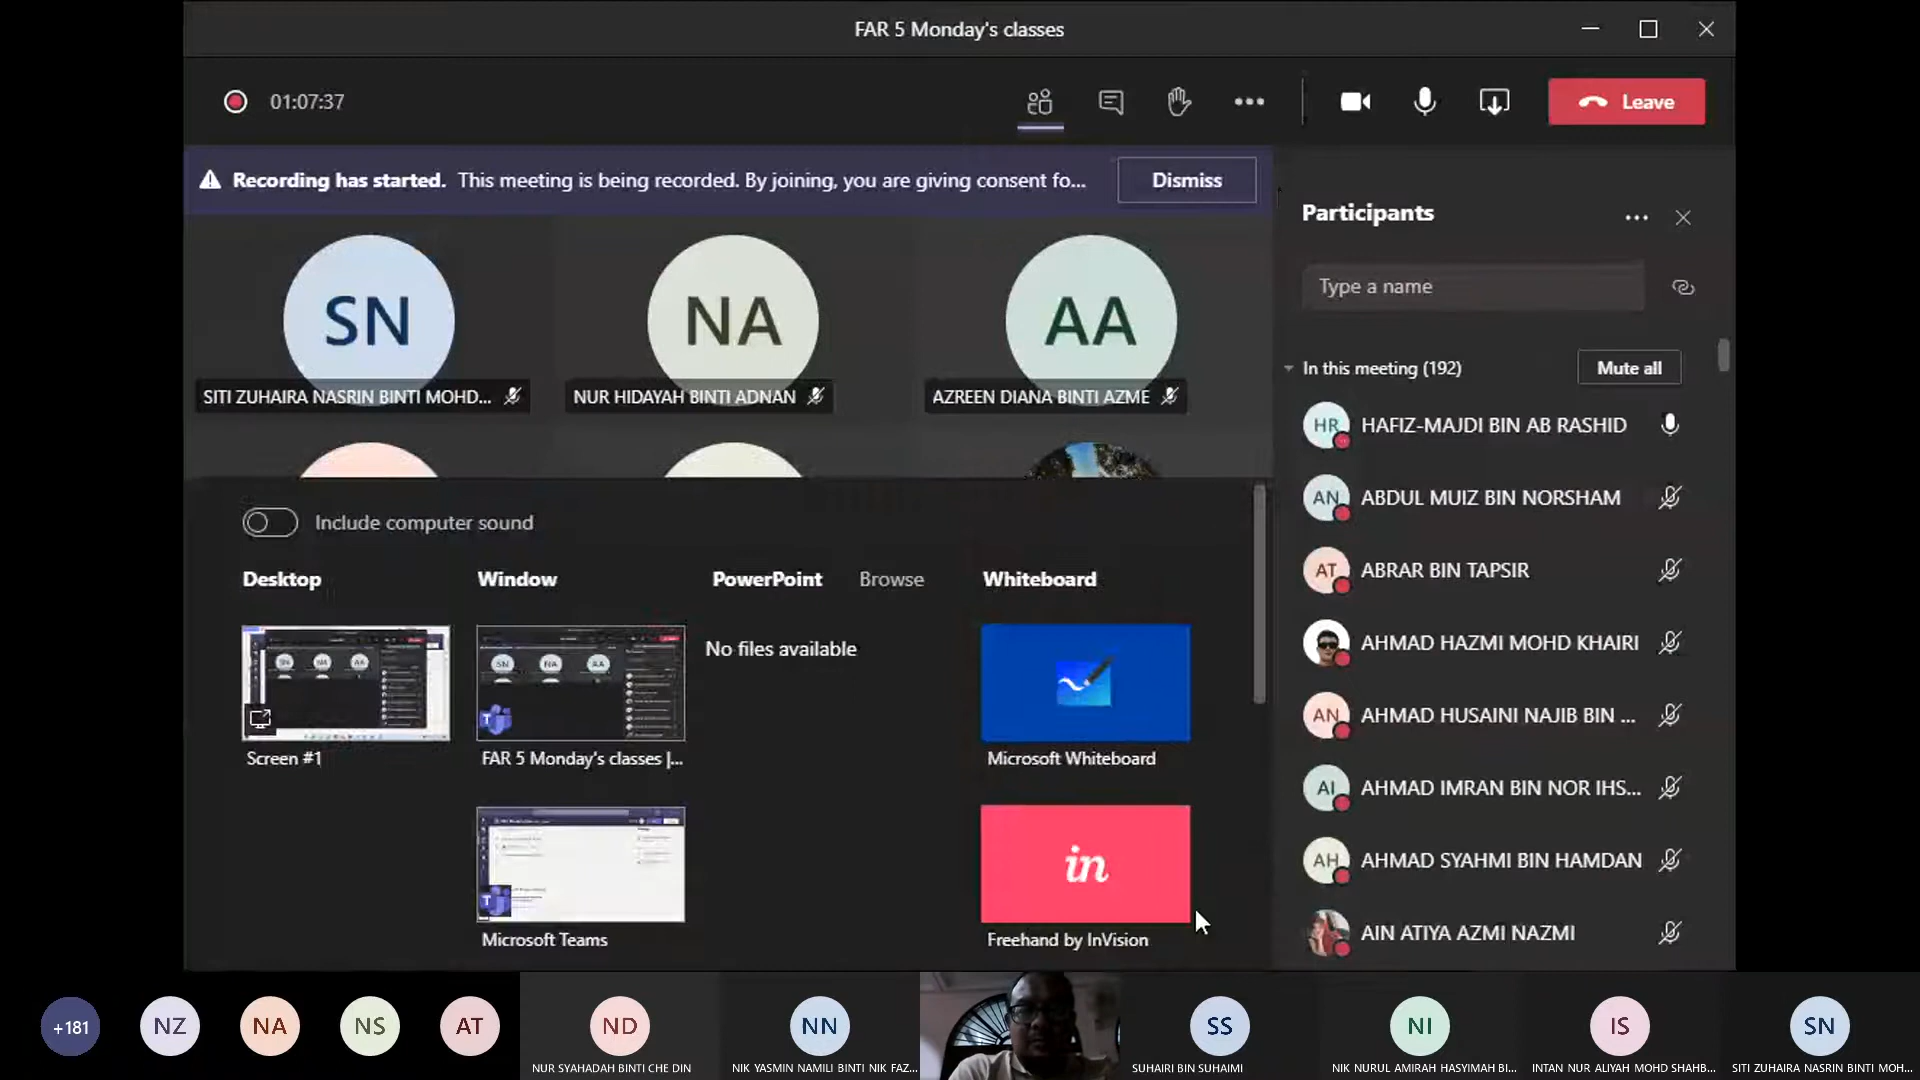 FAR 5 Monday's classes
01:07:37
Leave
Recording has started. This meeting is being recorded. By joining, you are giving consent fo...
Dismiss
Participants
Type a name
In this meeting (192)
Mute all
SN
NA
AA
SITI ZUHAIRA NASRIN BINTI MOHD...
NUR HIDAYAH BINTI ADNAN
AZREEN DIANA BINTI AZME
HR
HAFIZ-MAJDI BIN AB RASHID
AN
ABDUL MUIZ BIN NORSHAM
AT
ABRAR BIN TAPSIR
AHMAD HAZMI MOHD KHAIRI
AN
AHMAD HUSAINI NAJIB BIN ...
AI
AHMAD IMRAN BIN NOR IHS...
AH
AHMAD SYAHMI BIN HAMDAN
AIN ATIYA AZMI NAZMI
Include computer sound
Desktop
Window
PowerPoint
Browse
Whiteboard
SN
NA
AA
SN
NA
AA
T
No files available
Screen #1
FAR 5 Monday's classes |...
Microsoft Whiteboard
T
in
Microsoft Teams
Freehand by InVision
+181
NZ
NA
NS
AT
ND
NN
SS
NI
IS
SN
NUR SYAHADAH BINTI CHE DIN
NIK YASMIN NAMILI BINTI NIK FAZ...
SUHAIRI BIN SUHAIMI
NIK NURUL AMIRAH HASYIMAH BI...
INTAN NUR ALIYAH MOHD SHAHB...
SITI ZUHAIRA NASRIN BINTI MOH...